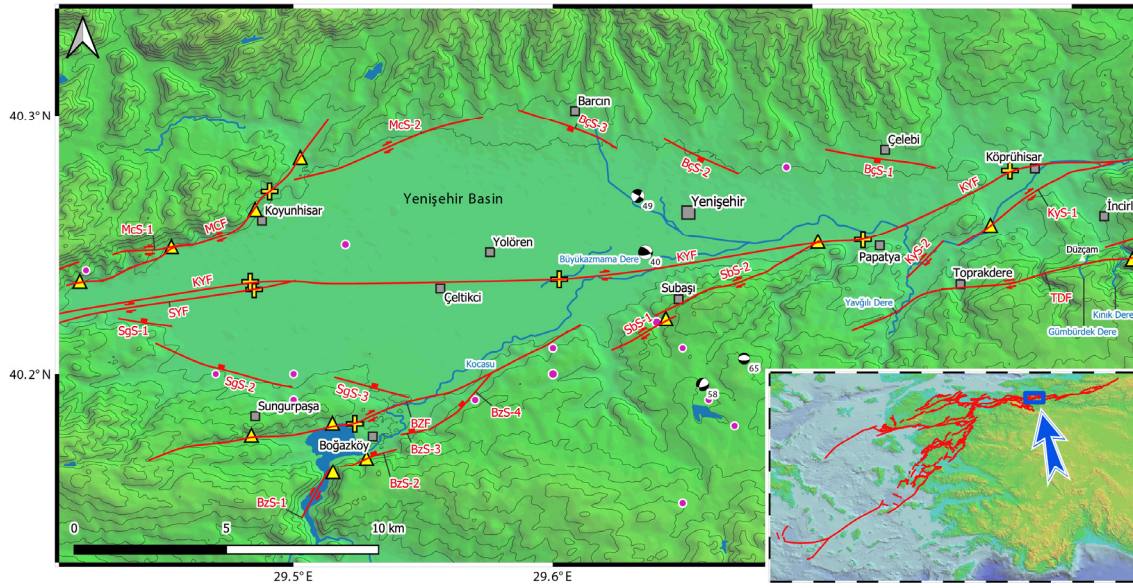 40.3°N
Barcın
McS-2
BçS-3
Çelebi
BçS-2
BçS-1
Köprühisar
KYF
Yenişehir Basin
Yenişehir
49
KyS-1
Koyunhisar
MCF
McS-1
Yolören
40
KYF
Büyükazmama Dere
SbS-2
Papatya
KyS-2
Düzçam
Toprakdere
KYF
Çeltikci
Subaşı
SYF
SgS-1
SbS-1
Yavğılı Dere
TDF
Kınık Dere
Gümbürdek Dere
40.2°N
Kocasu
65
SgS-2
SgS-3
58
Sungurpaşa
BzS-4
BZF
Boğazköy
BzS-3
BzS-2
BzS-1
0
5
10 km
29.5°E
29.6°E